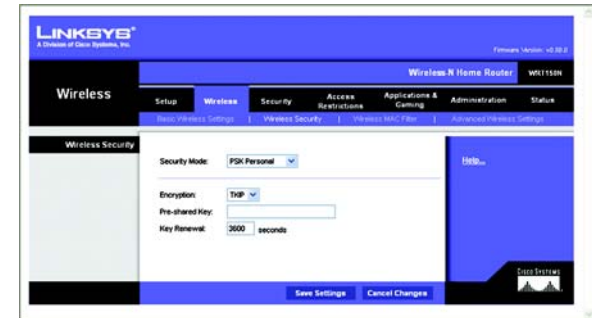 LINKSYS®
A Division of Cisco Systems, Inc.
Wireless-N Home Router WRT150N
Wireless
Setup Wireless Security Access Restrictions Applications & Gaming Administration Status
Basic Wireless Settings | Wireless Security | Wireless MAC Filter | Advanced Wireless Settings
Wireless Security
Security Mode: PSK Personal
Help...
Encryption: TKIP
Pre-shared Key:
Key Renewal: 3600 seconds
CISCO SYSTEMS
Save Settings Cancel Changes